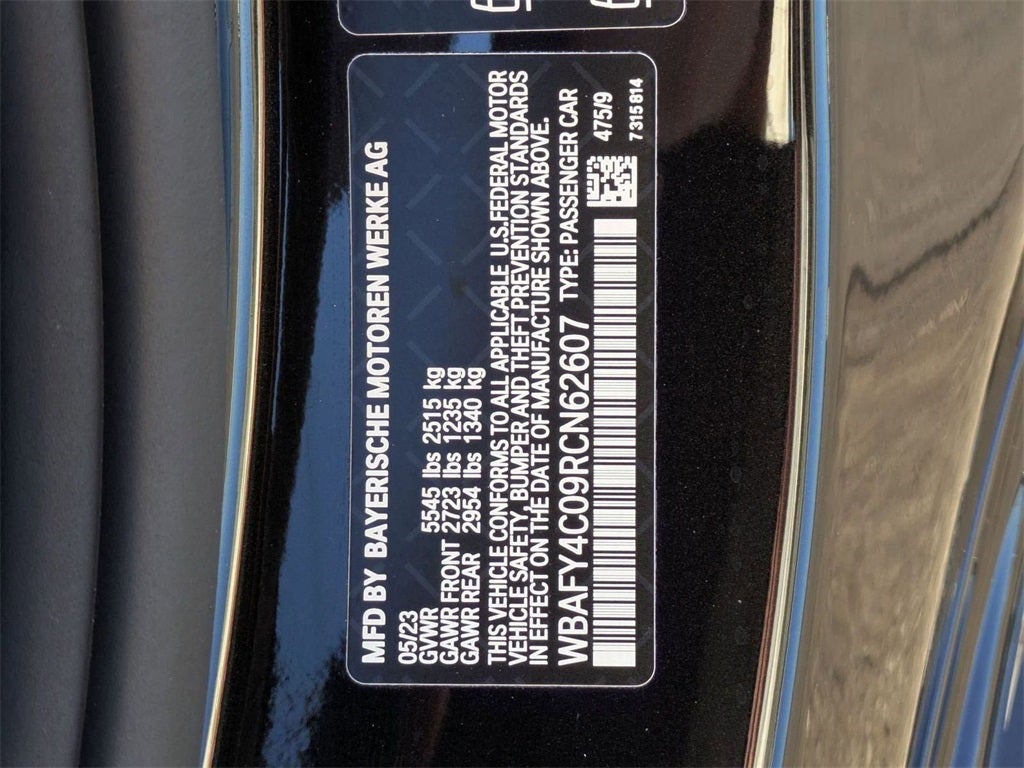 MFD BY BAYERISCHE MOTOREN WERKE AG
05/23
GVWR 5545 lbs 2515 kg
GAWR FRONT 2723 lbs 1235 kg
GAWR REAR 2954 lbs 1340 kg
THIS VEHICLE CONFORMS TO ALL APPLICABLE U.S.FEDERAL MOTOR
VEHICLE SAFETY, BUMPER AND THEFT PREVENTION STANDARDS
IN EFFECT ON THE DATE OF MANUFACTURE SHOWN ABOVE.
WBAFY4C09RCN62607 TYPE: PASSENGER CAR
475/9
7315814